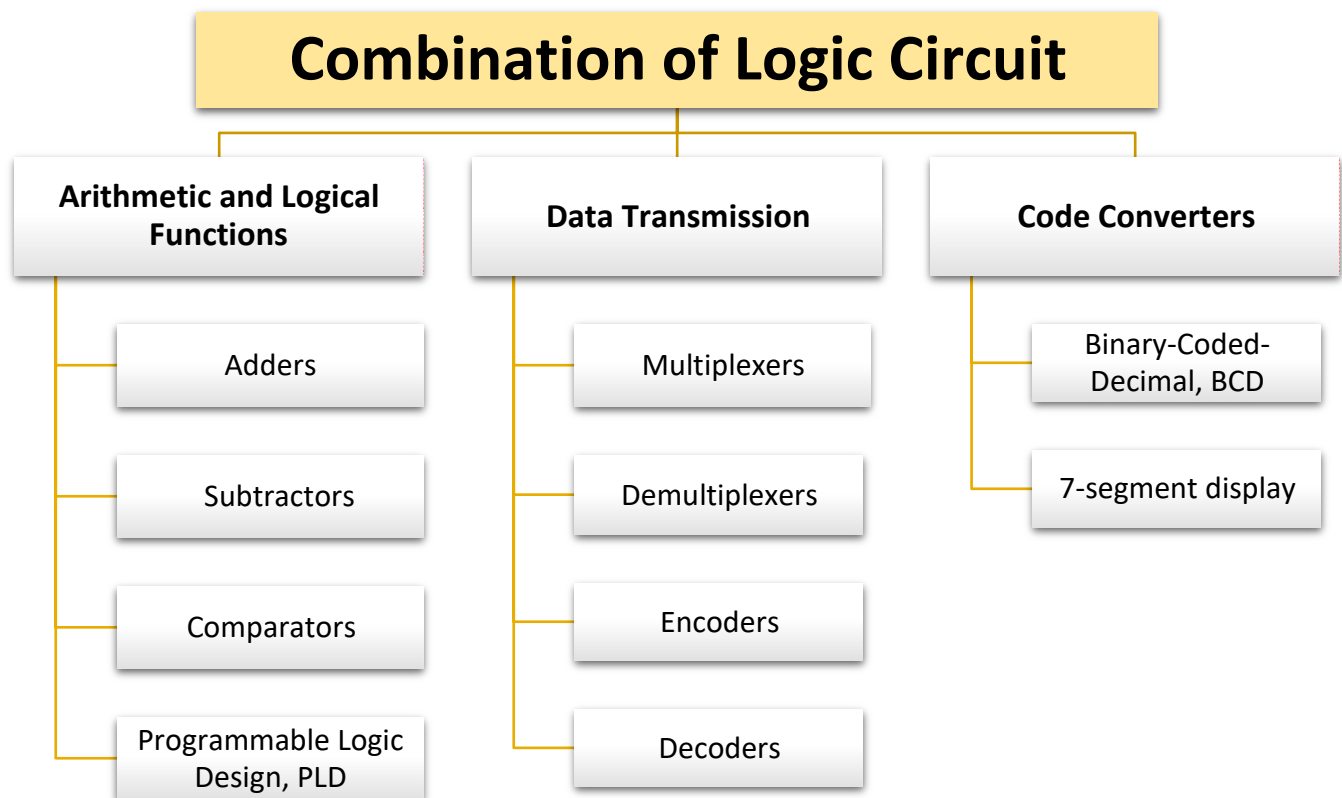 Combination of Logic Circuit
Arithmetic and Logical
Functions
Adders
Subtractors
Comparators
Programmable Logic
Design, PLD
Data Transmission
Multiplexers
Demultiplexers
Encoders
Decoders
Code Converters
Binary-Coded-
Decimal, BCD
7-segment display